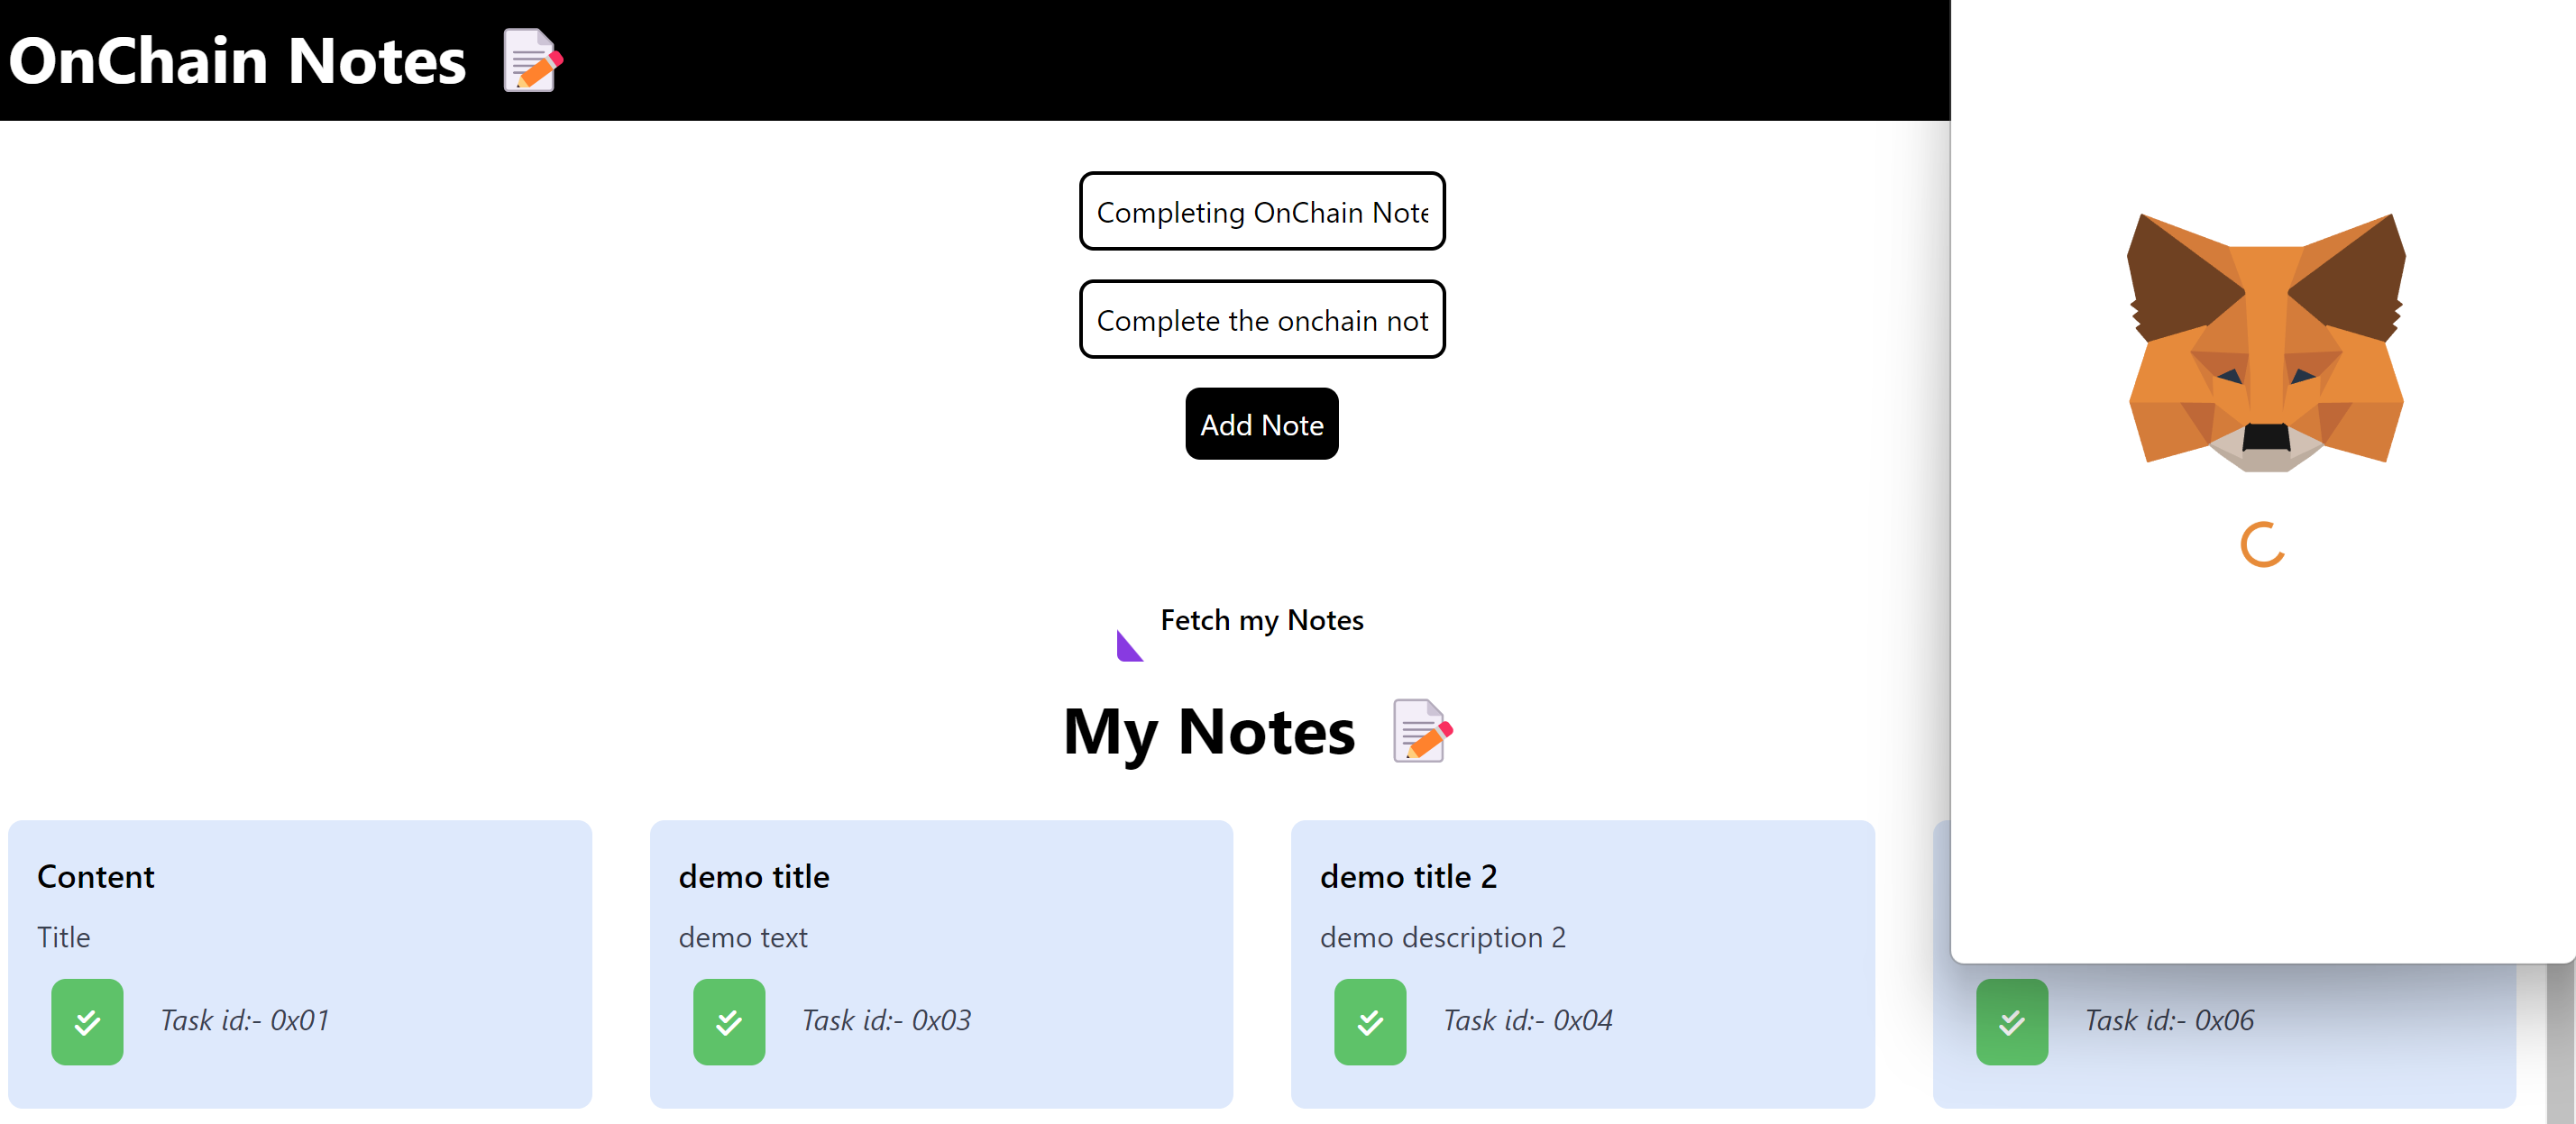 OnChain Notes
Completing OnChain Note
Complete the onchain not
Add Note
Fetch my Notes
My Notes
Content
Title
Task id:- 0x01
demo title
demo text
Task id:- 0x03
demo title 2
demo description 2
Task id:- 0x04
Task id:- 0x06